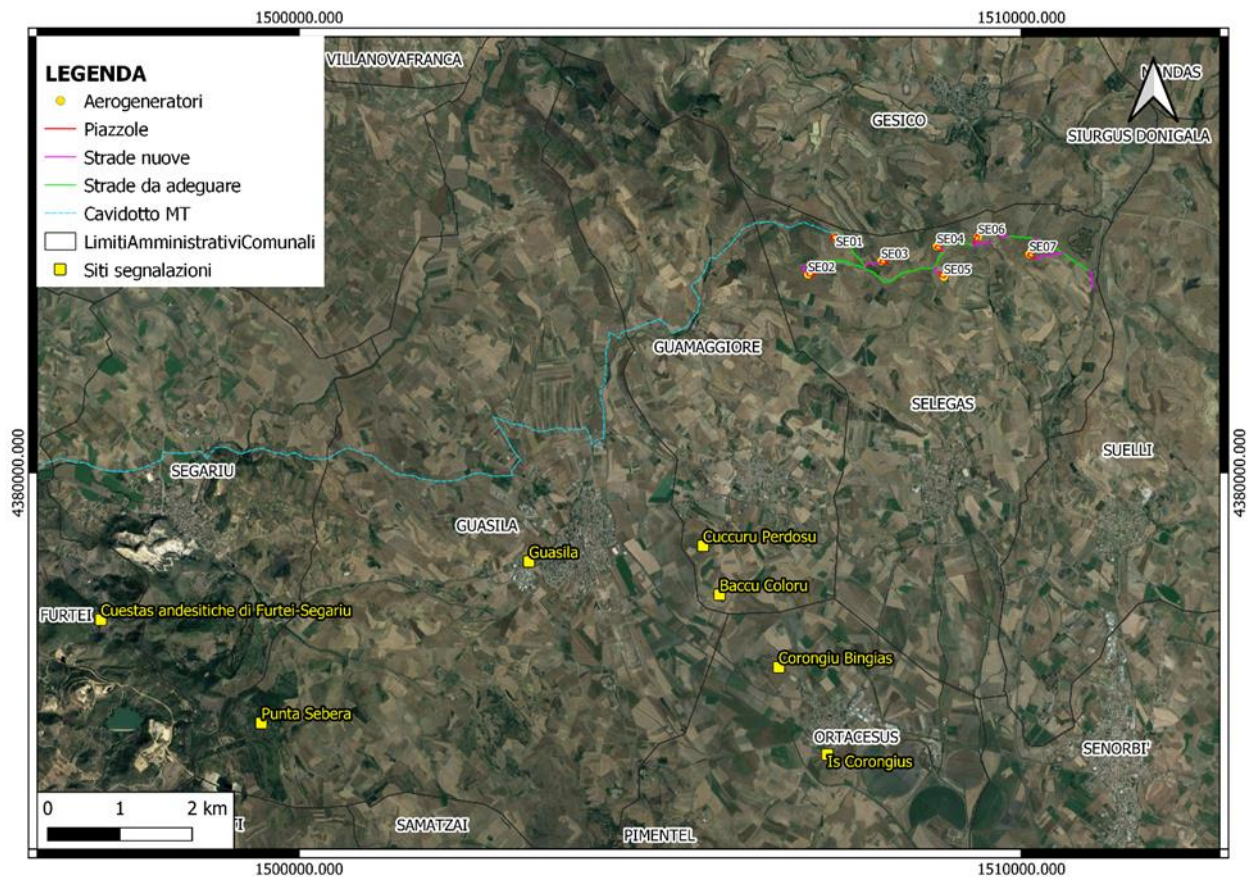 1500000.000
1510000.000
LEGENDA
Aerogeneratori
Piazzole
Strade nuove
Strade da adeguare
Cavidotto MT
LimitiAmministrativiComunali
Siti segnalazioni
VILLANOVAFRANCA
GESICO
SIURGUS DONIGALA
SE01
SE02
SE03
SE04
SE05
SE06
SE07
GUAMAGGIORE
SELEGAS
SUELLI
4380000.000
4380000.000
SEGARIU
GUASILA
Guasila
Cuccuru Perdosu
Baccu Coloru
FURTEI
Cuestas andesitiche di Furtei-Segariu
Corongiu Bingias
Punta Sebera
ORTACESUS
Is Corongius
SENORBI'
0 1 2 km
SAMATZAI
PIMENTEL
1500000.000
1510000.000